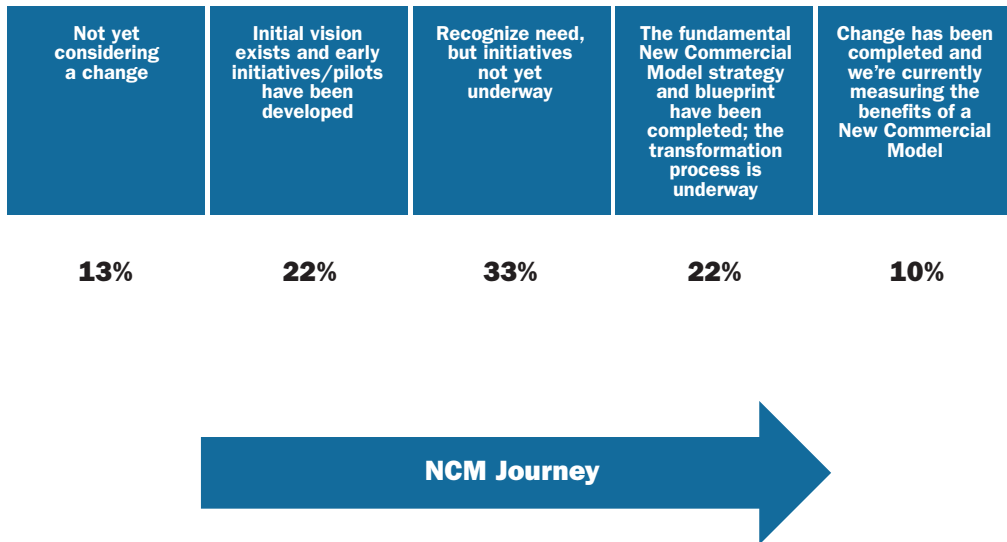 Not yet
considering
a change
Initial vision
exists and early
initiatives/pilots
have been
developed
Recognize need,
but initiatives
not yet
underway
The fundamental
New Commercial
Model strategy
and blueprint
have been
completed; the
transformation
process is
underway
Change has been
completed and
we're currently
measuring the
benefits of a
New Commercial
Model
13%
22%
33%
22%
10%
NCM Journey